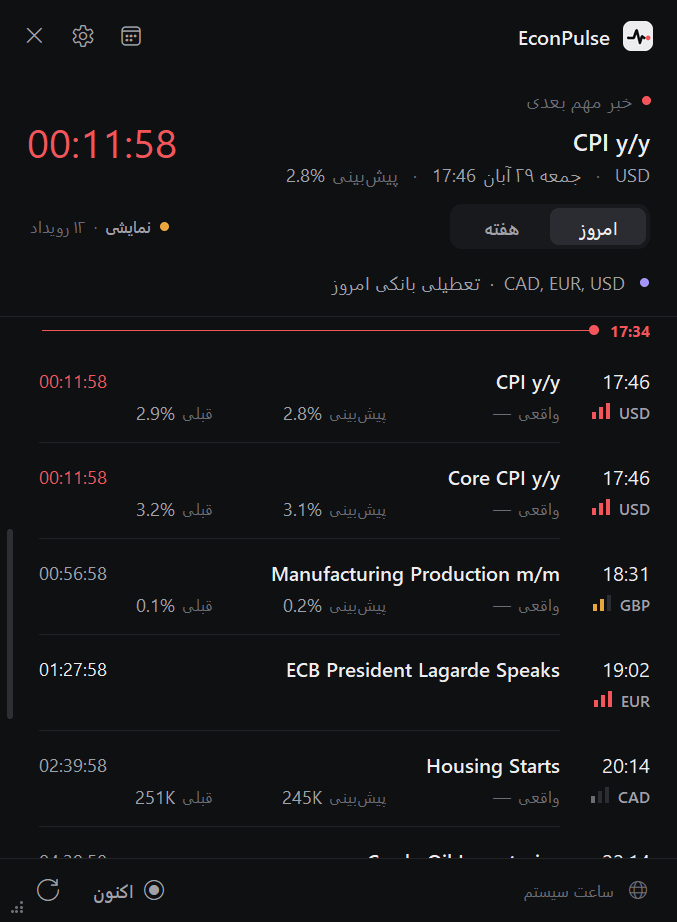 EconPulse
خبر مهم بعدی
CPI y/y
00:11:58
USD · جمعه ۲۹ آبان 17:46 · پیش‌بینی 2.8%
امروز هفته
نمایشی · ۱۲ رویداد
CAD, EUR, USD · تعطیلی بانکی امروز
17:34
17:46 CPI y/y 00:11:58
USD واقعی — پیش‌بینی 2.8% قبلی 2.9%
17:46 Core CPI y/y 00:11:58
USD واقعی — پیش‌بینی 3.1% قبلی 3.2%
18:31 Manufacturing Production m/m 00:56:58
GBP واقعی — پیش‌بینی 0.2% قبلی 0.1%
19:02 ECB President Lagarde Speaks 01:27:58
EUR
20:14 Housing Starts 02:39:58
CAD واقعی — پیش‌بینی 245K قبلی 251K
ساعت سیستم اکنون